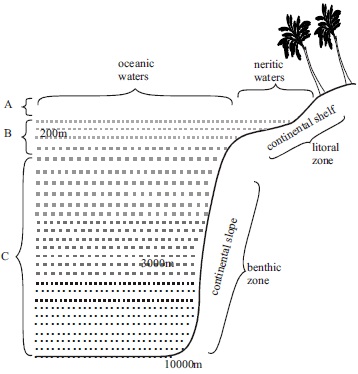 oceanic
waters
neritic
waters
A
B
200m
continental shelf
litoral
zone
C
continental slope
3000m
benthic
zone
10000m